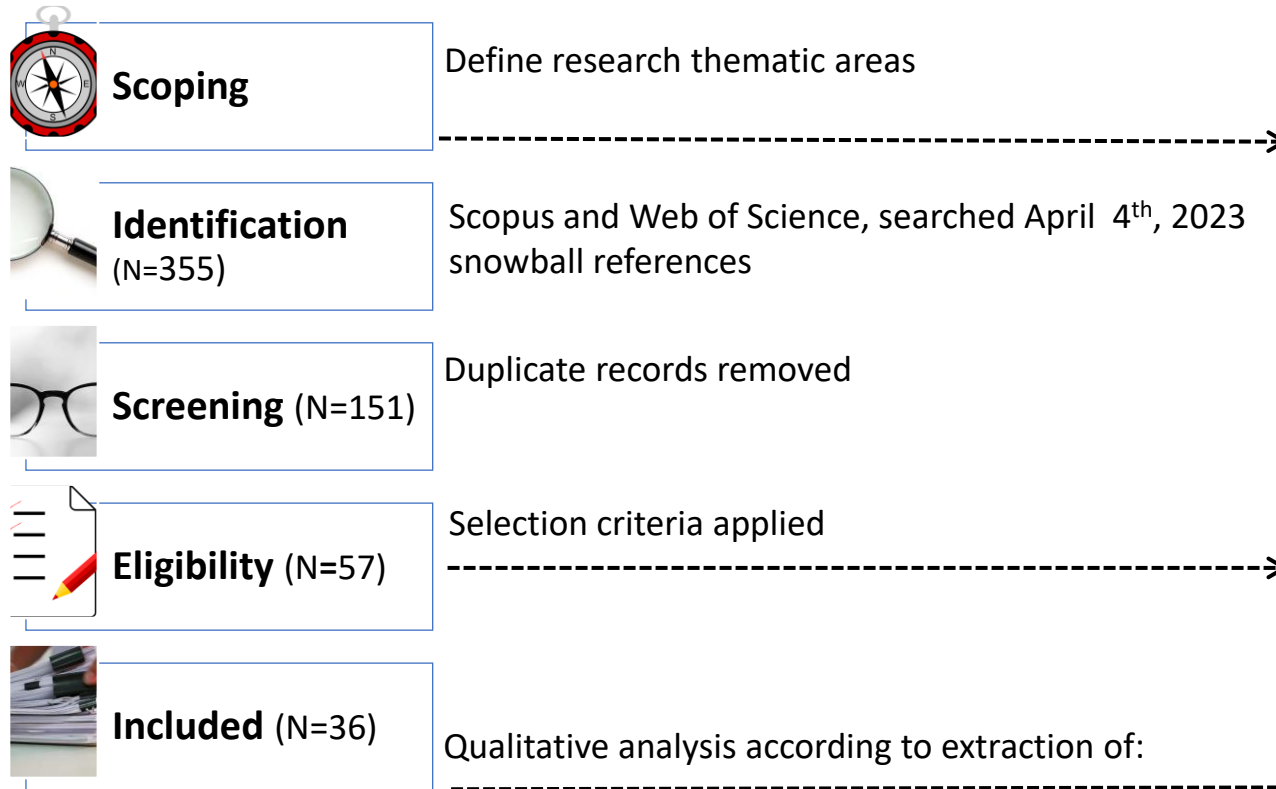 Scoping
Define research thematic areas
Identification
(N=355)
Scopus and Web of Science, searched April 4th, 2023
snowball references
Screening (N=151)
Duplicate records removed
Eligibility (N=57)
Selection criteria applied
Included (N=36)
Qualitative analysis according to extraction of:
N
W
E
S